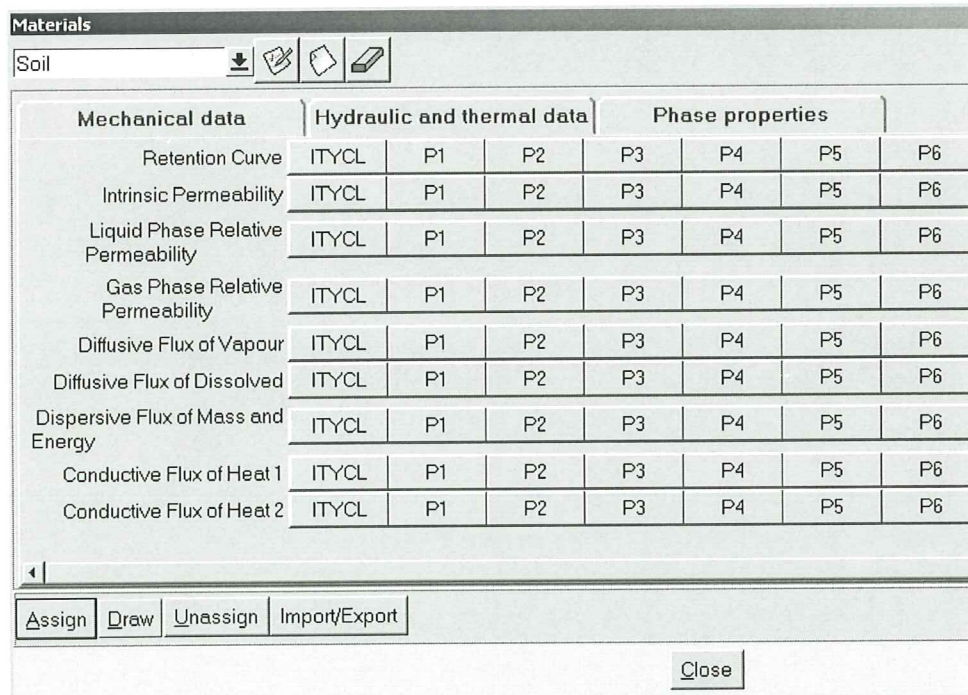 Materials
Soil
Mechanical data Hydraulic and thermal data Phase properties
Retention Curve ITYCL P1 P2 P3 P4 P5 P6
Intrinsic Permeability ITYCL P1 P2 P3 P4 P5 P6
Liquid Phase Relative
Permeability ITYCL P1 P2 P3 P4 P5 P6
Gas Phase Relative
Permeability ITYCL P1 P2 P3 P4 P5 P6
Diffusive Flux of Vapour ITYCL P1 P2 P3 P4 P5 P6
Diffusive Flux of Dissolved ITYCL P1 P2 P3 P4 P5 P6
Dispersive Flux of Mass and
Energy ITYCL P1 P2 P3 P4 P5 P6
Conductive Flux of Heat 1 ITYCL P1 P2 P3 P4 P5 P6
Conductive Flux of Heat 2 ITYCL P1 P2 P3 P4 P5 P6
Assign Draw Unassign Import/Export
Close